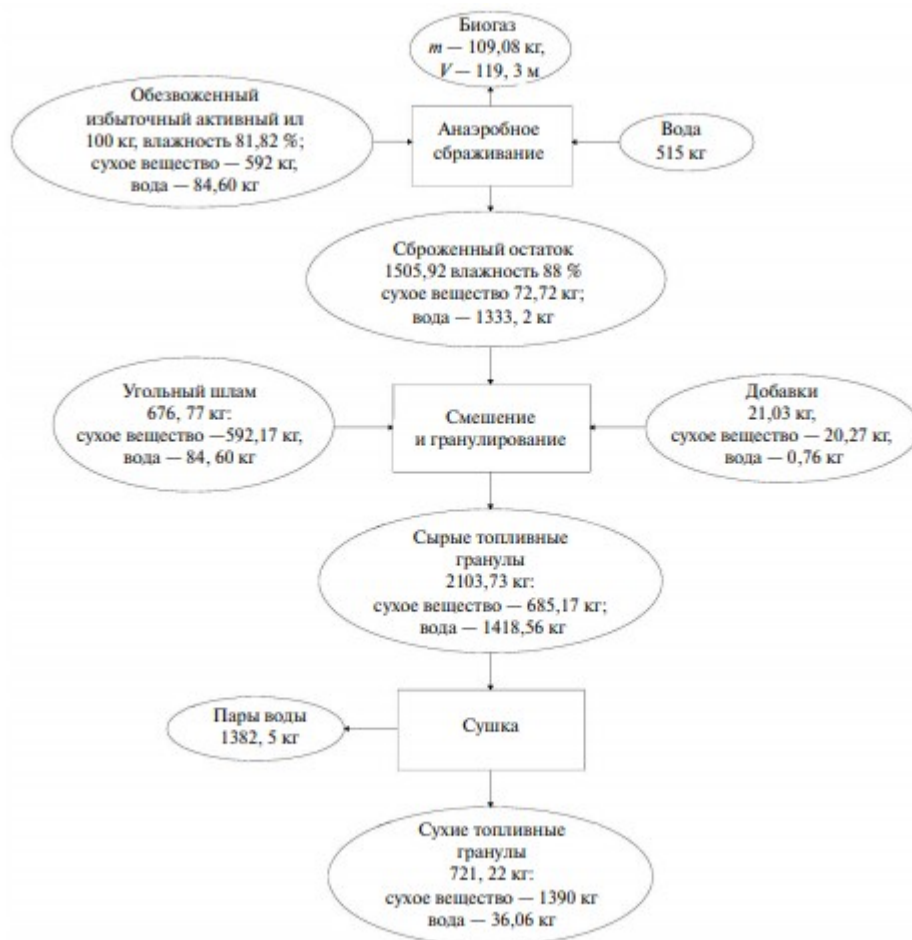 Биогаз
m — 109,08 кг,
V — 119, 3 м
Обезвоженный
избыточный активный ил
100 кг, влажность 81,82 %;
сухое вещество — 592 кг,
вода — 84,60 кг
Анаэробное
сбраживание
Вода
515 кг
Сброженный остаток
1505,92 влажность 88 %
сухое вещество 72,72 кг;
вода — 1333, 2 кг
Угольный шлам
676, 77 кг:
сухое вещество —592,17 кг,
вода — 84, 60 кг
Смешение
и гранулирование
Добавки
21,03 кг,
сухое вещество — 20,27 кг,
вода — 0,76 кг
Сырые топливные
гранулы
2103,73 кг:
сухое вещество — 685,17 кг;
вода — 1418,56 кг
Пары воды
1382, 5 кг
Сушка
Сухие топливные
гранулы
721, 22 кг:
сухое вещество — 1390 кг
вода — 36,06 кг